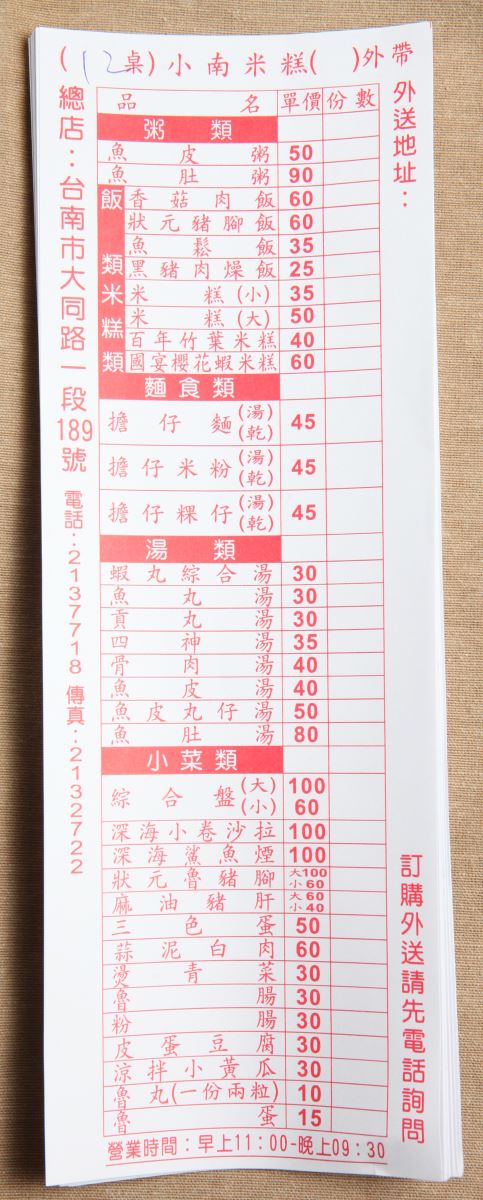 (12桌)小南米糕( )外帶
總店：台南市大同路一段189號 電話：2137718 傳真：2132722
品名 單價 份數
粥類
魚皮粥 50
魚肚粥 90
飯類
香菇肉飯 60
狀元豬腳飯 60
魚鬆飯 35
黑豬肉燥飯 25
米糕類
米糕(小) 35
米糕(大) 50
百年竹葉米糕 40
國宴櫻花蝦米糕 60
麵食類
擔仔麵(湯)(乾) 45
擔仔米粉(湯)(乾) 45
擔仔粿仔(湯)(乾) 45
湯類
蝦丸綜合湯 30
魚丸湯 30
貢丸湯 30
四神湯 35
骨肉湯 40
魚皮湯 40
魚皮丸仔湯 50
魚肚湯 80
小菜類
綜合盤(大) 100
(小) 60
深海小卷沙拉 100
深海鯊魚煙 100
狀元魯豬腳 大100
小60
麻油豬肝 大60
小40
三色蛋 50
蒜泥白肉 60
燙青菜 30
魯腸 30
粉腸 30
皮蛋豆腐 30
涼拌小黃瓜 30
魯丸(一份兩粒) 10
魯蛋 15
營業時間：早上11：00-晚上09：30
外送地址：
訂購外送請先電話詢問